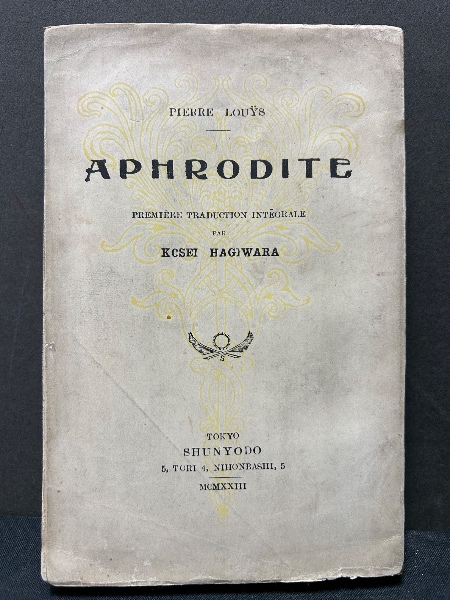 PIERRE LOUŸS
APHRODITE
PREMIÈRE TRADUCTION INTÉGRALE
PAR
KOSEI HAGIWARA
TOKYO
SHUNYODO
5, TORI 4, NIHONBASHI, 5
MCMXXIII